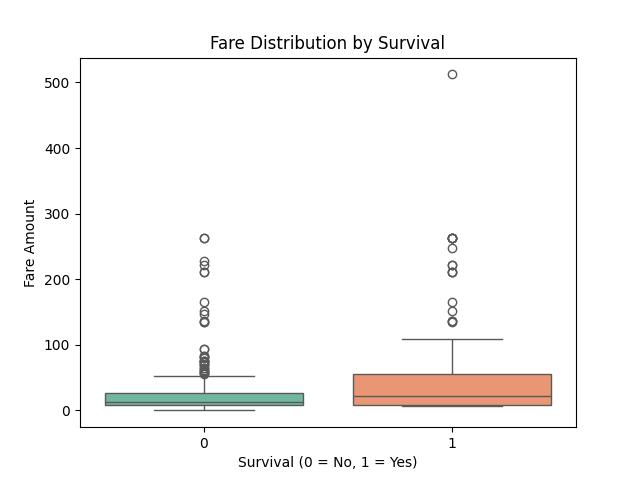 Fare Distribution by Survival
500
400
300
200
100
0
Fare Amount
0 1
Survival (0 = No, 1 = Yes)